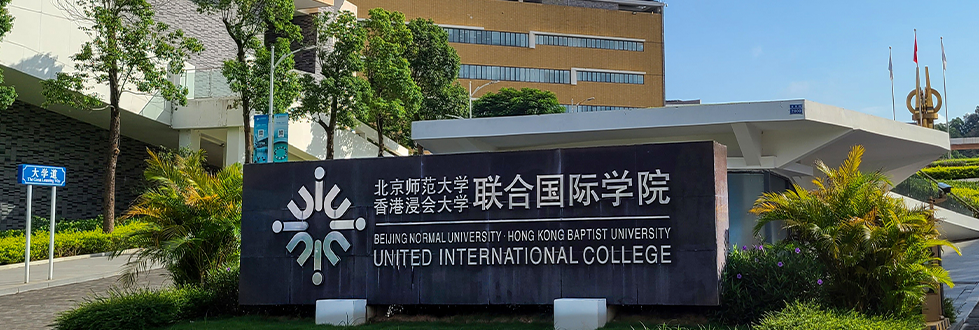 大学道
北京师范大学
香港浸会大学
联合国际学院
BEIJING NORMAL UNIVERSITY · HONG KONG BAPTIST UNIVERSITY
UNITED INTERNATIONAL COLLEGE